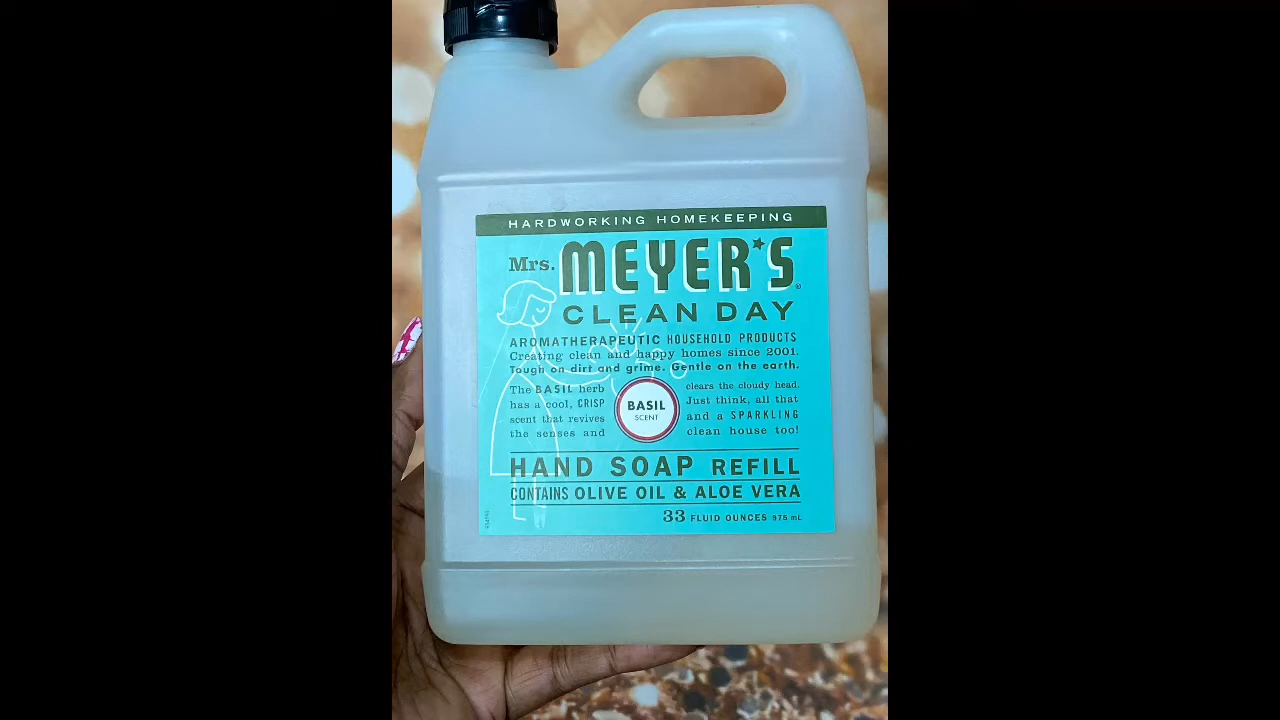 HARDWORKING HOMEKEEPING
Mrs. MEYER'S®
CLEAN DAY
AROMATHERAPEUTIC HOUSEHOLD PRODUCTS
Creating clean and happy homes since 2001.
Tough on dirt and grime. Gentle on the earth.
The BASIL herb
has a cool, CRISP
scent that revives
the senses and
BASIL
SCENT
clears the cloudy head.
Just think, all that
and a SPARKLING
clean house too!
HAND SOAP REFILL
CONTAINS OLIVE OIL & ALOE VERA
33 FLUID OUNCES 975 mL